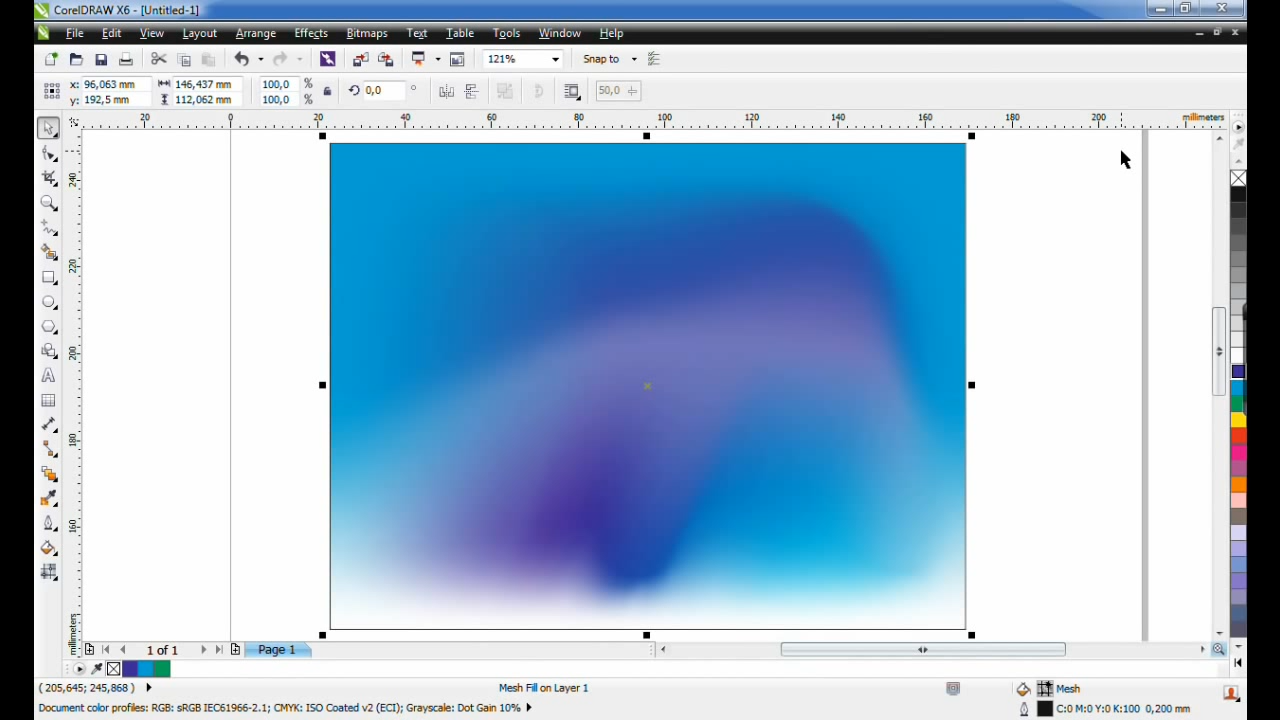 CorelDRAW X6 - [Untitled-1]
File Edit View Layout Arrange Effects Bitmaps Text Table Tools Window Help
121% Snap to
x: 96,063 mm 146,437 mm 100,0 % 0,0 ° 50,0
y: 192,5 mm 112,062 mm 100,0 %
20 0 20 40 60 80 100 120 140 160 180 200 millimeters
240
220
200
180
160
millimeters
1 of 1 Page 1
( 205,645; 245,868 ) Mesh Fill on Layer 1 Mesh
Document color profiles: RGB: sRGB IEC61966-2.1; CMYK: ISO Coated v2 (ECI); Grayscale: Dot Gain 10% C:0 M:0 Y:0 K:100 0,200 mm